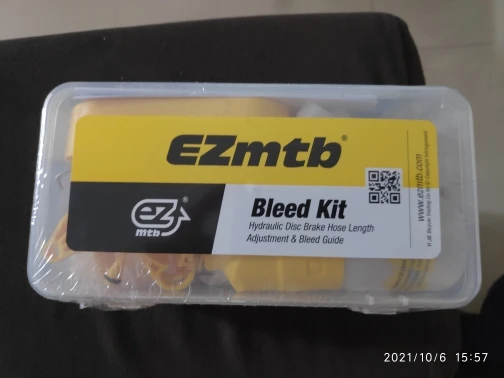 EZmtb®
ez
mtb
Bleed Kit
Hydraulic Disc Brake Hose Length
Adjustment & Bleed Guide
www.ezmtb.com
2021/10/6 15:57